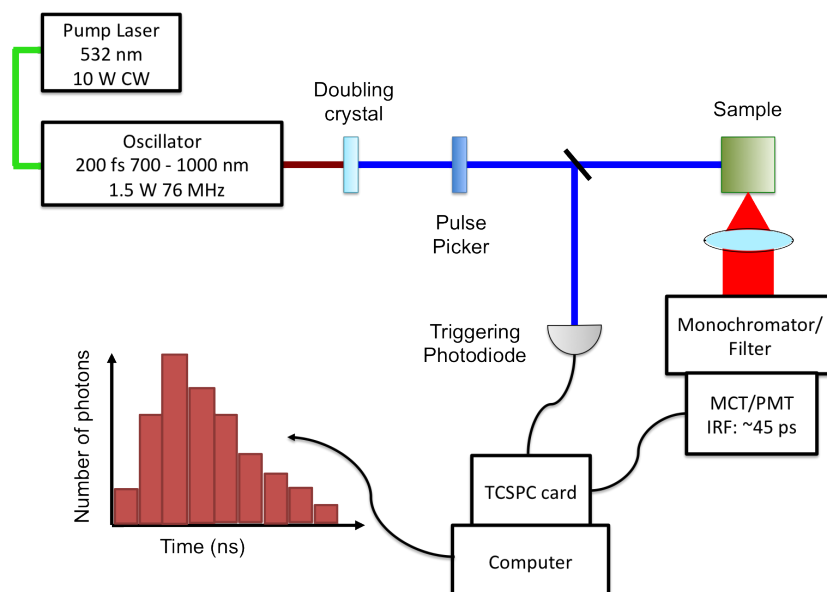 Pump Laser
532 nm
10 W CW
Oscillator
200 fs 700 - 1000 nm
1.5 W 76 MHz
Doubling
crystal
Pulse
Picker
Sample
Triggering
Photodiode
Monochromator/
Filter
MCT/PMT
IRF: ~45 ps
TCSPC card
Computer
Number of photons
Time (ns)